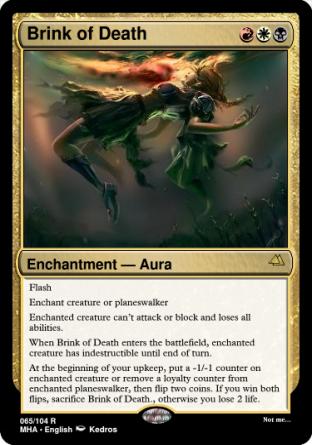 Brink of Death
Enchantment — Aura
Flash
Enchant creature or planeswalker
Enchanted creature can't attack or block and loses all
abilities.
When Brink of Death enters the battlefield, enchanted
creature has indestructible until end of turn.
At the beginning of your upkeep, put a -1/-1 counter on
enchanted creature or remove a loyalty counter from
enchanted planeswalker, then flip two coins. If you win both
flips, sacrifice Brink of Death., otherwise you lose 2 life.
065/104 R
Not me...
MHA • English Kedros